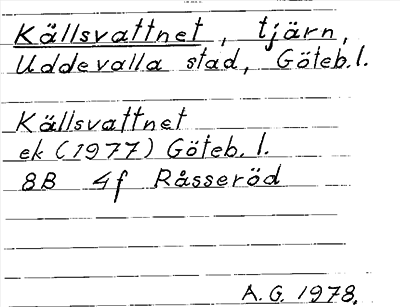 Källsvattnet, tjärn,
Uddevalla stad, Göteb.l.
Källsvattnet
ek (1977) Göteb. l.
8B 4f Råsseröd
A.G. 1978.